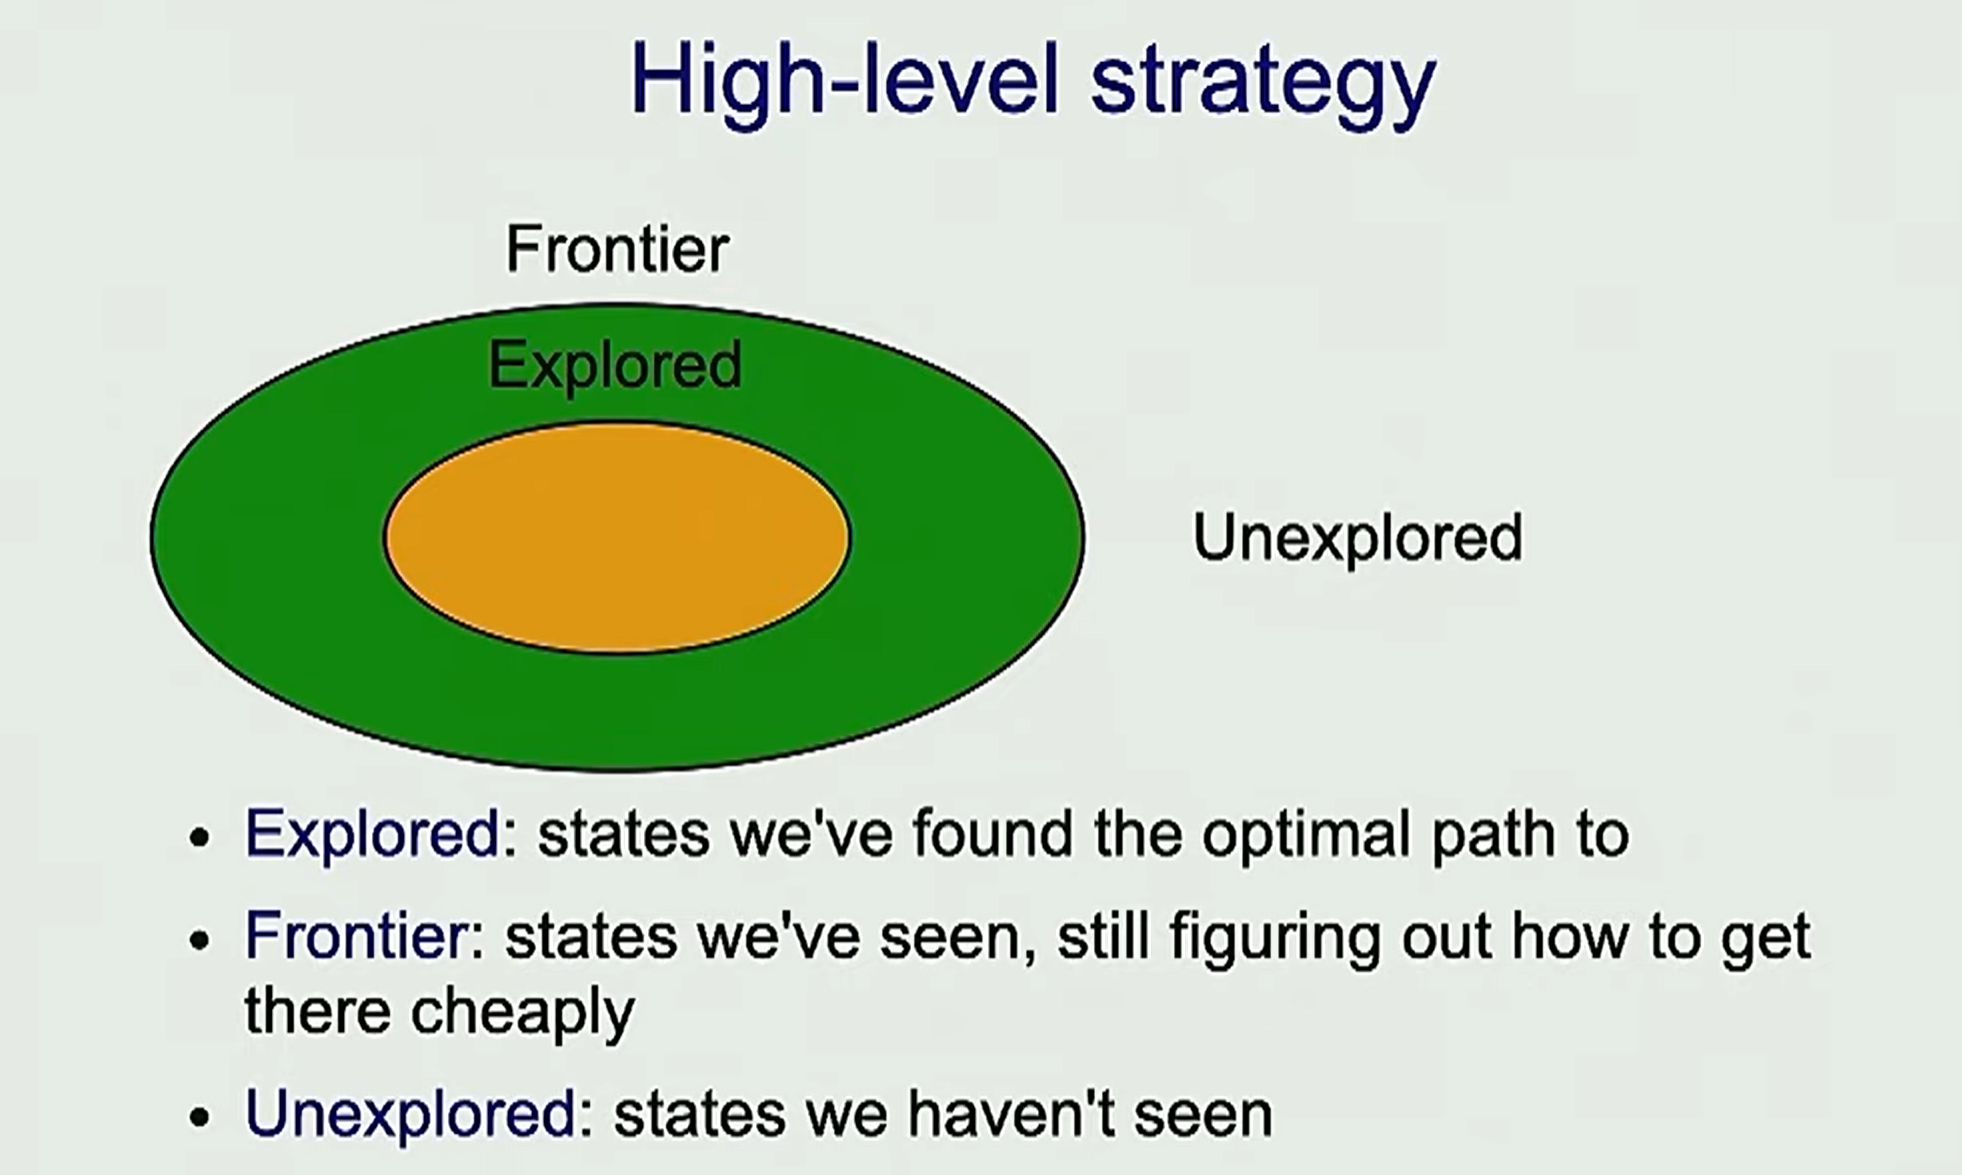 High-level strategy
Frontier
Explored
Unexplored
• Explored: states we've found the optimal path to
• Frontier: states we've seen, still figuring out how to get
there cheaply
• Unexplored: states we haven't seen